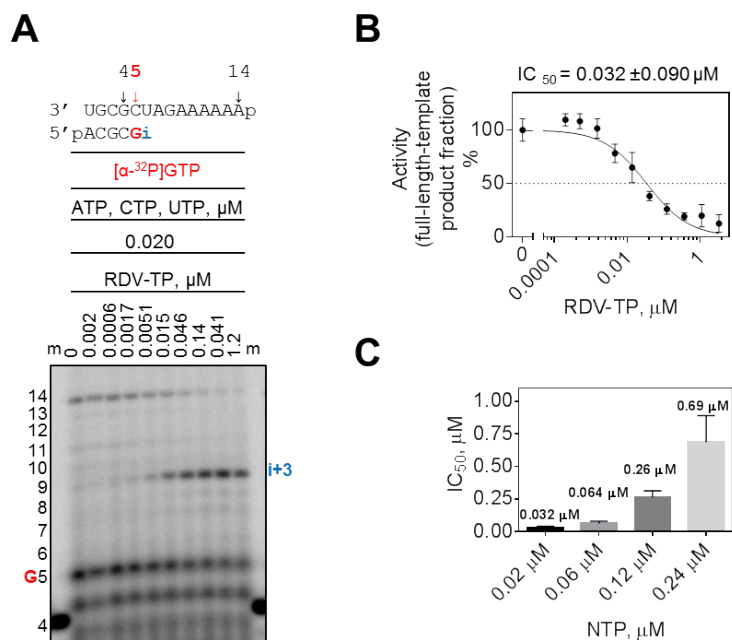 A
4 5 14
3' UGCGCUAGAAAAAAp
5'pACGCGi
[α-³²P]GTP
ATP, CTP, UTP, µM
0.020
RDV-TP, µM
m 0 0.002 0.0006 0.0017 0.0051 0.015 0.046 0.14 0.041 1.2 m
14
13
12
11
10
9
8
7
6
G5
4
i+3
B
IC 50 = 0.032 ±0.090 µM
Activity
(full-length-template
product fraction)
%
100
50
0
0 0.0001 0.01 1
RDV-TP, µM
C
IC50, µM
1.00
0.75
0.50
0.25
0.00
0.032 µM 0.064 µM 0.26 µM 0.69 µM
0.02 µM 0.06 µM 0.12 µM 0.24 µM
NTP, µM